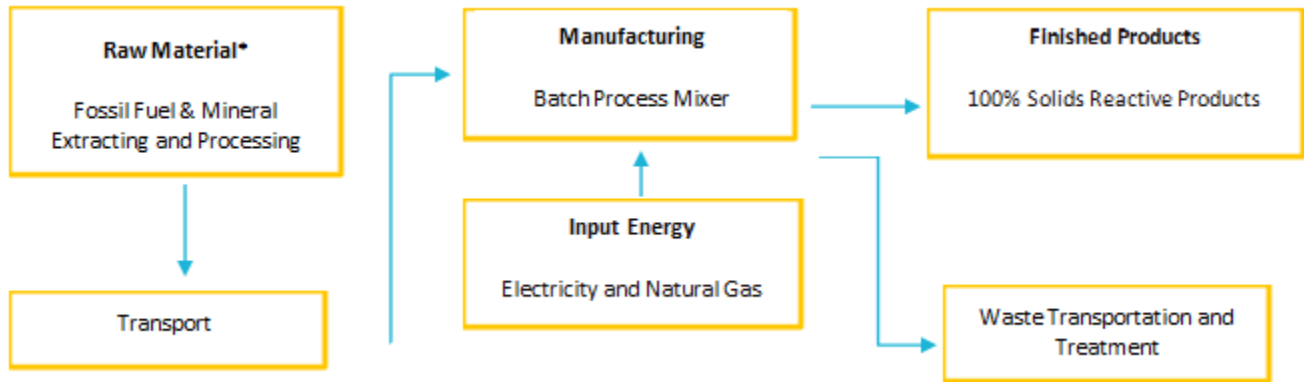 Raw Material*
Fossil Fuel & Mineral
Extracting and Processing
Transport
Manufacturing
Batch Process Mixer
Input Energy
Electricity and Natural Gas
Finished Products
100% Solids Reactive Products
Waste Transportation and
Treatment